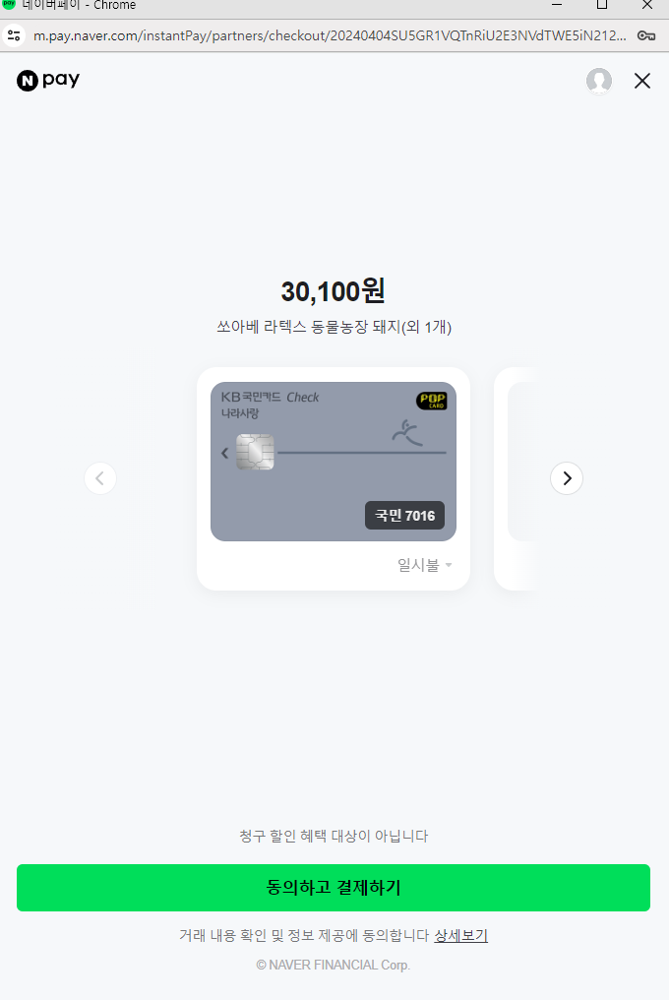 네이버페이 - Chrome
m.pay.naver.com/instantPay/partners/checkout/20240404SU5GR1VQTnRiU2E3NVdTWE5iN212...
N pay
30,100원
쏘아베 라텍스 동물농장 돼지(외 1개)
KB국민카드 Check
POP
CARD
나라사랑
국민 7016
일시불
청구 할인 혜택 대상이 아닙니다
동의하고 결제하기
거래 내용 확인 및 정보 제공에 동의합니다 상세보기
© NAVER FINANCIAL Corp.